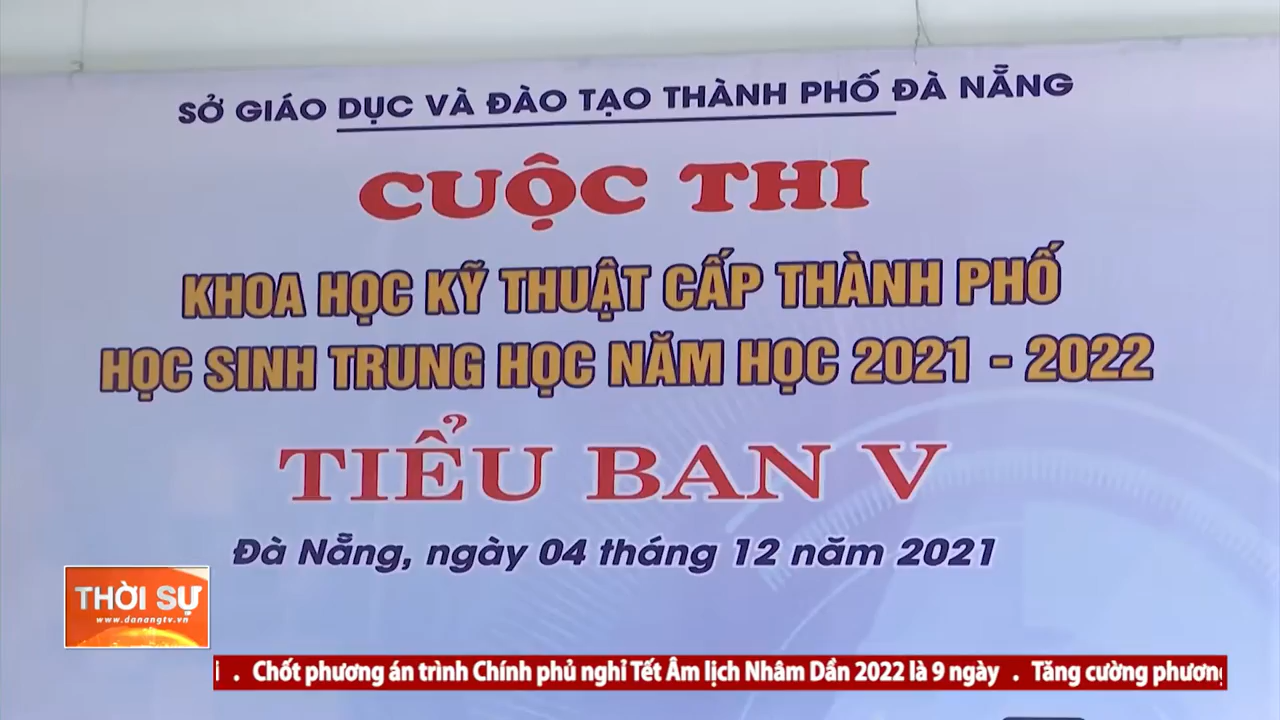 SỞ GIÁO DỤC VÀ ĐÀO TẠO THÀNH PHỐ ĐÀ NẴNG
CUỘC THI
KHOA HỌC KỸ THUẬT CẤP THÀNH PHỐ
HỌC SINH TRUNG HỌC NĂM HỌC 2021 - 2022
TIỂU BAN V
Đà Nẵng, ngày 04 tháng 12 năm 2021
THỜI SỰ
www.danangtv.vn
. Chốt phương án trình Chính phủ nghỉ Tết Âm lịch Nhâm Dần 2022 là 9 ngày . Tăng cường phương